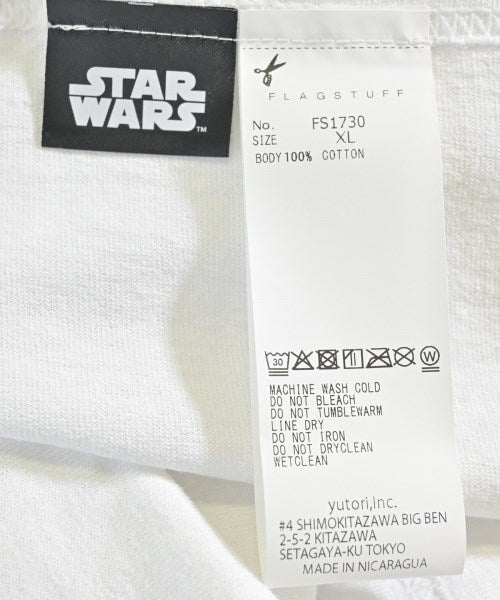 STAR
WARS™
FLAGSTUFF
No. FS1730
SIZE XL
BODY 100% COTTON
30 W
MACHINE WASH COLD
DO NOT BLEACH
DO NOT TUMBLEWARM
LINE DRY
DO NOT IRON
DO NOT DRYCLEAN
WETCLEAN
yutori,Inc.
#4 SHIMOKITAZAWA BIG BEN
2-5-2 KITAZAWA
SETAGAYA-KU TOKYO
MADE IN NICARAGUA